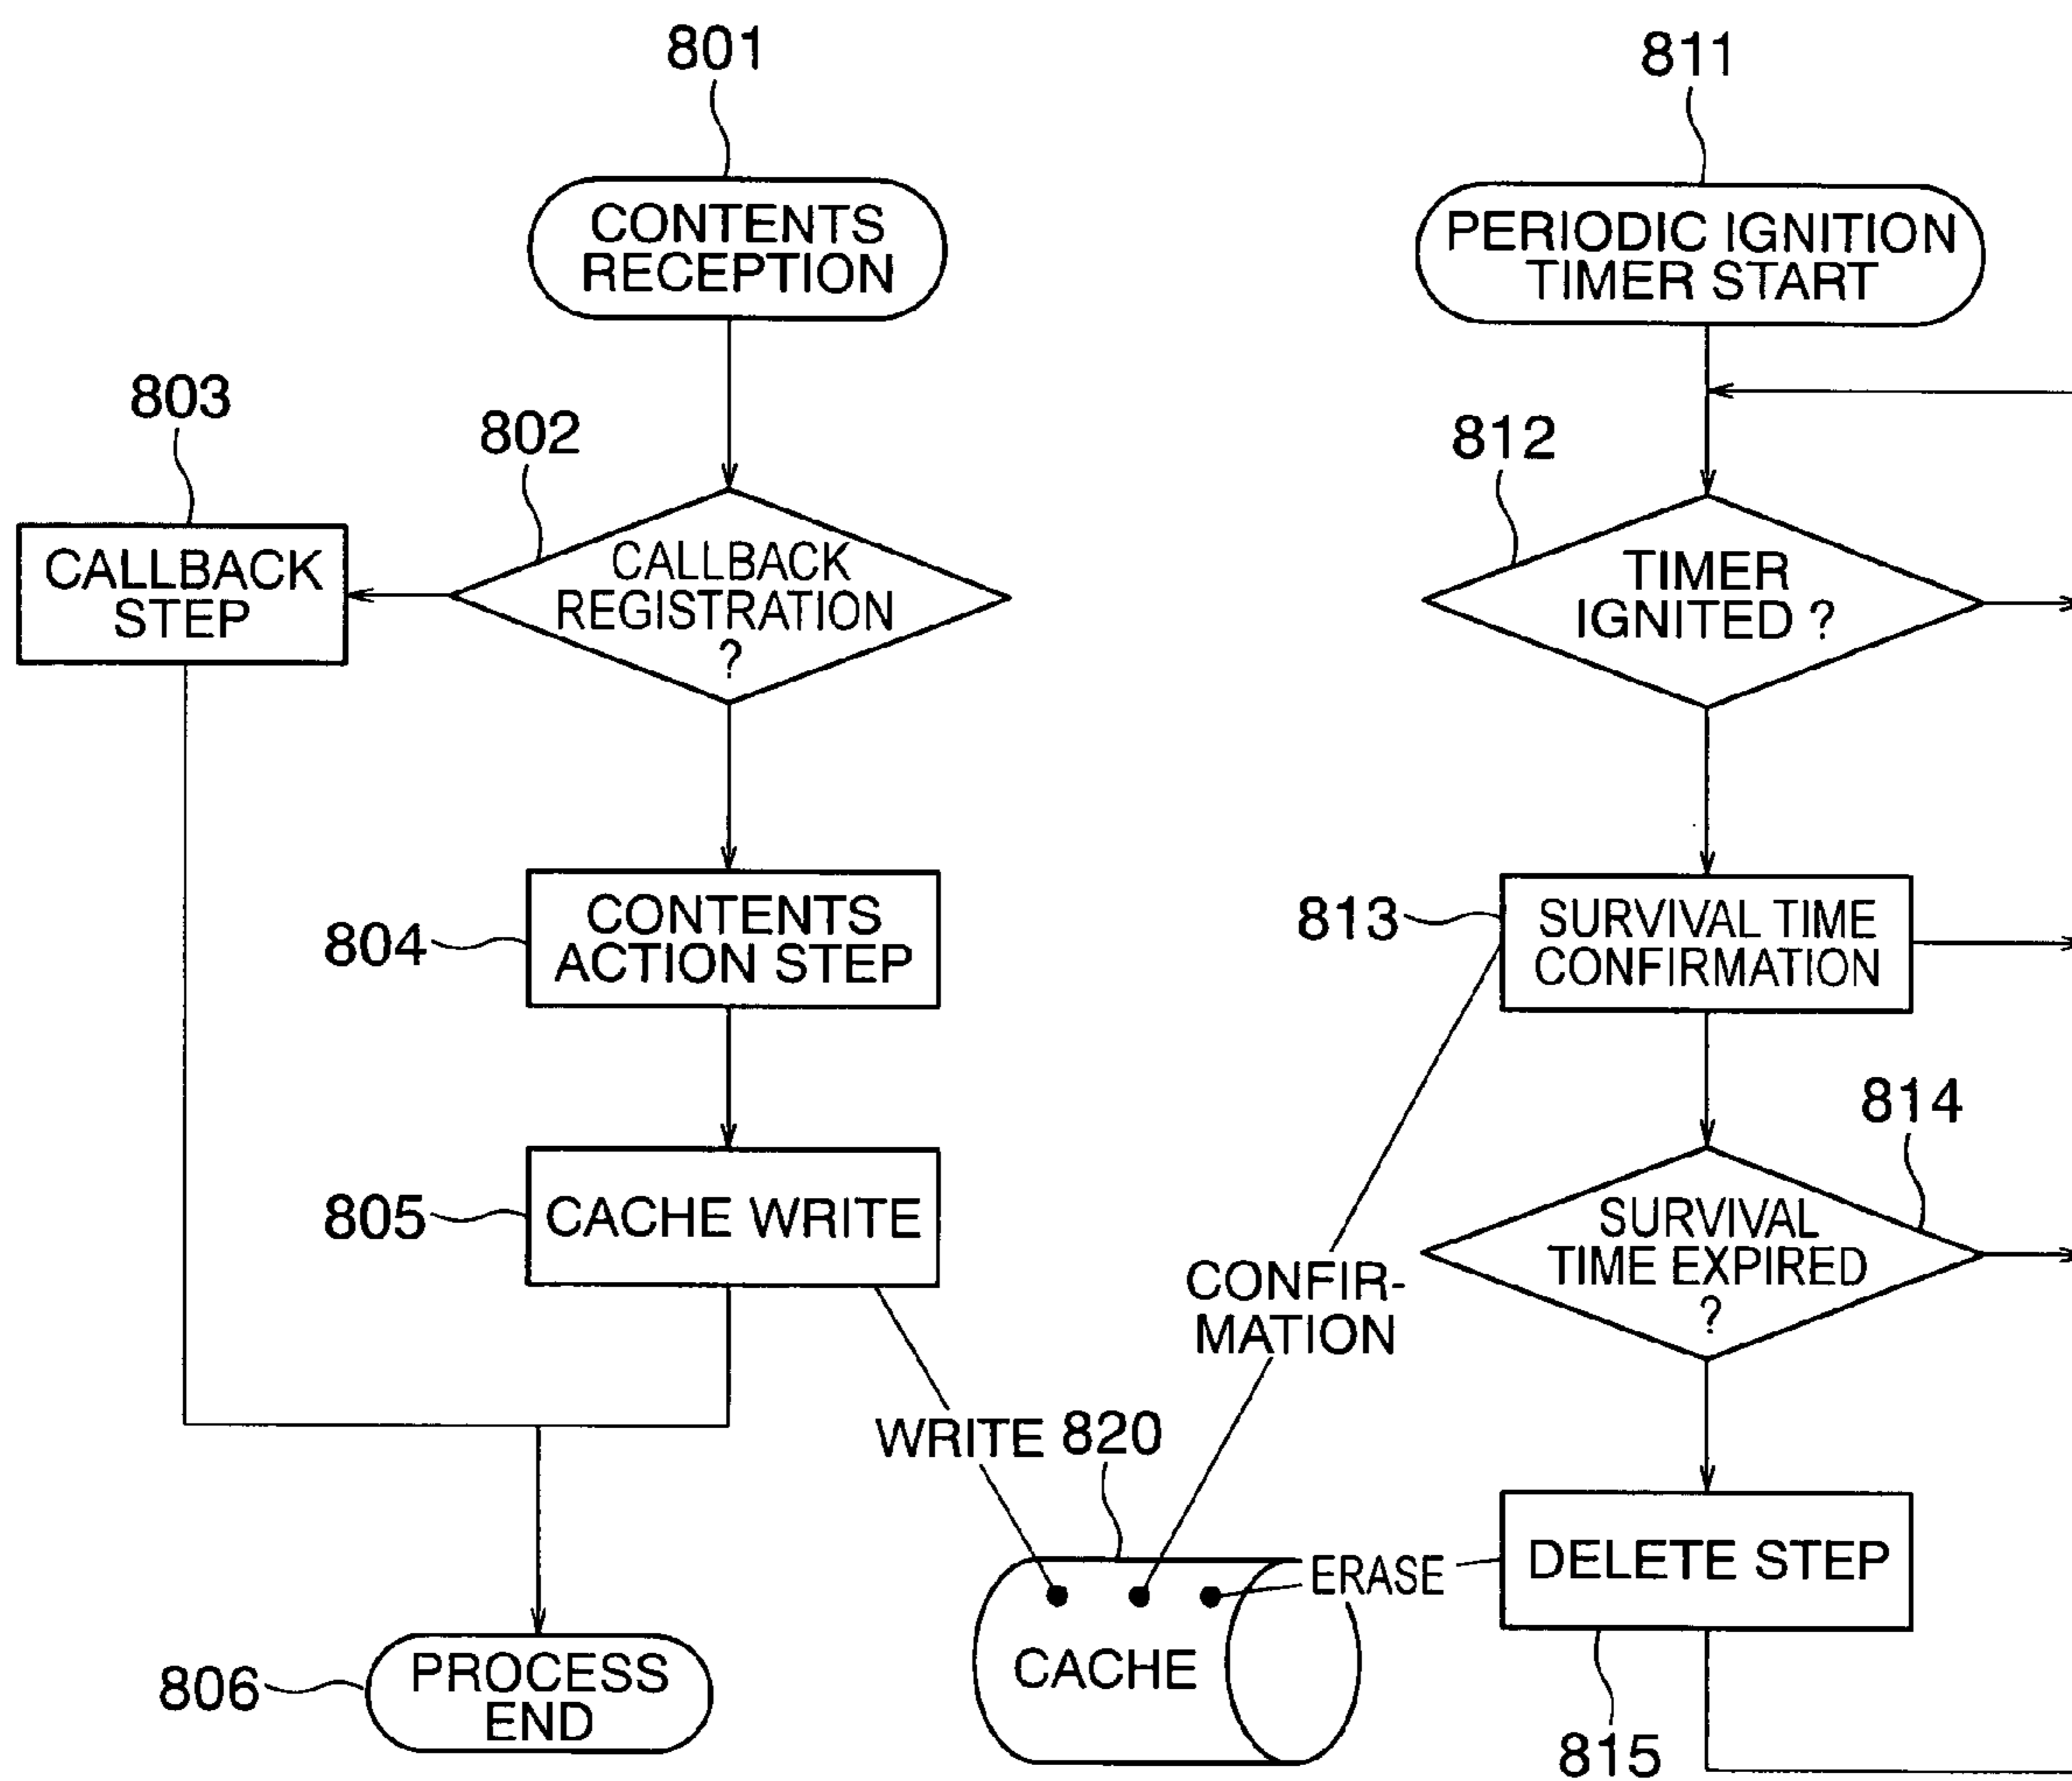 801
CONTENTS
RECEPTION
803
802
CALLBACK
STEP
CALLBACK
REGISTRATION
?
804
CONTENTS
ACTION STEP
805
CACHE WRITE
WRITE
806
PROCESS
END
820
CACHE
CONFIR-
MATION
ERASE
811
PERIODIC IGNITION
TIMER START
812
TIMER
IGNITED ?
813
SURVIVAL TIME
CONFIRMATION
814
SURVIVAL
TIME EXPIRED
?
DELETE STEP
815